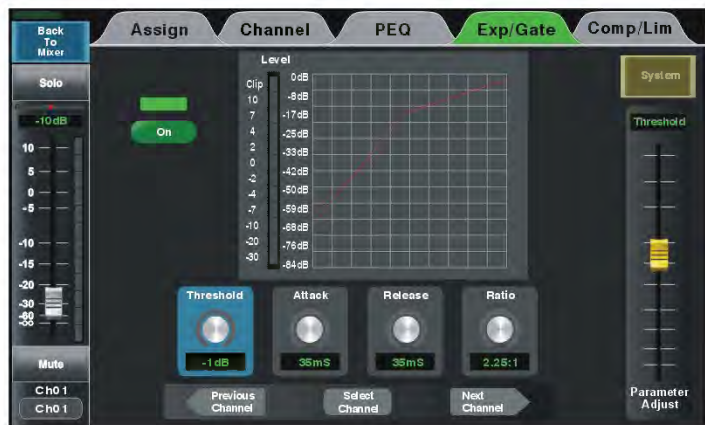 Back
To
Mixer
Assign
Channel
PEQ
Exp/Gate
Comp/Lim
Solo
-10dB
10
5
0
-5
-10
-15
-20
-30
-60
-∞
Mute
Ch01
Ch01
On
Level
Clip
10
7
4
2
0
-2
-4
-7
-10
-20
-30
0dB
-8dB
-17dB
-25dB
-33dB
-42dB
-50dB
-59dB
-68dB
-76dB
-84dB
System
Threshold
Parameter
Adjust
Threshold
-1dB
Attack
35mS
Release
35mS
Ratio
2.25:1
Previous
Channel
Select
Channel
Next
Channel